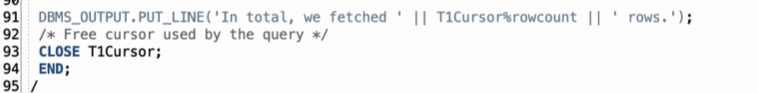 91 DBMS_OUTPUT.PUT_LINE('In total, we fetched ' || T1Cursor%rowcount || ' rows.');
92 /* Free cursor used by the query */
93 CLOSE T1Cursor;
94 END;
95 /